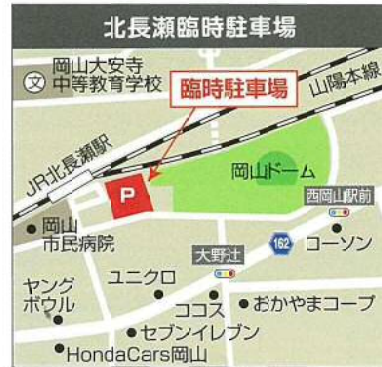 北長瀬臨時駐車場
岡山大安寺
中等教育学校
文
臨時駐車場
山陽本線
JR北長瀬駅
P
岡山ドーム
西岡山駅前
岡山
市民病院
大野辻
162
コーソン
ヤング
ボウル
ユニクロ
ココス
おかやまコープ
セブンイレブン
HondaCars岡山